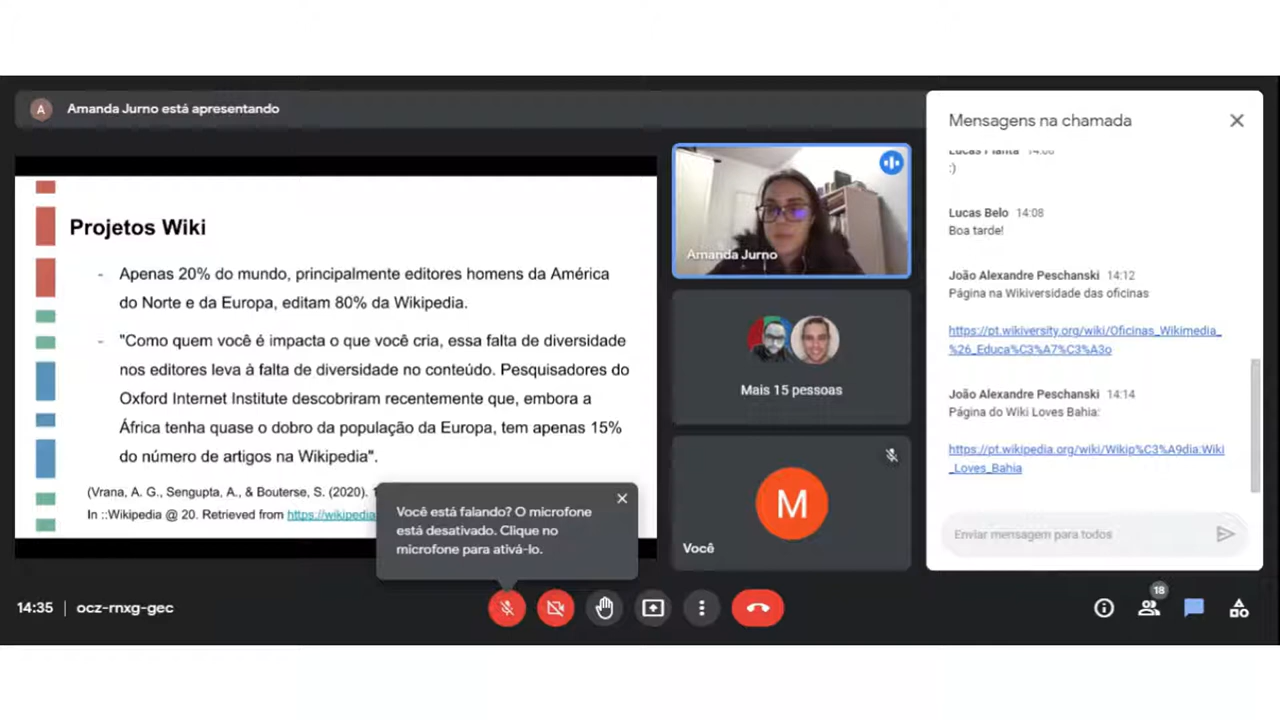 A
Amanda Jurno está apresentando
Projetos Wiki
- Apenas 20% do mundo, principalmente editores homens da América
do Norte e da Europa, editam 80% da Wikipedia.
- "Como quem você é impacta o que você cria, essa falta de diversidade
nos editores leva à falta de diversidade no conteúdo. Pesquisadores do
Oxford Internet Institute descobriram recentemente que, embora a
África tenha quase o dobro da população da Europa, tem apenas 15%
do número de artigos na Wikipedia".
(Vrana, A. G., Sengupta, A., & Bouterse, S. (2020).
In ::Wikipedia @ 20. Retrieved from https://wikipedia
Você está falando? O microfone
está desativado. Clique no
microfone para ativá-lo.
Amanda Jurno
Mais 15 pessoas
M
Você
Mensagens na chamada
Lucas Pianta 14:08
:)
Lucas Belo 14:08
Boa tarde!
João Alexandre Peschanski 14:12
Página na Wikiversidade das oficinas
https://pt.wikiversity.org/wiki/Oficinas_Wikimedia_
%26_Educa%C3%A7%C3%A3o
João Alexandre Peschanski 14:14
Página do Wiki Loves Bahia:
https://pt.wikipedia.org/wiki/Wikip%C3%A9dia:Wiki
_Loves_Bahia
Enviar mensagem para todos
14:35 | ocz-rnxg-gec
18